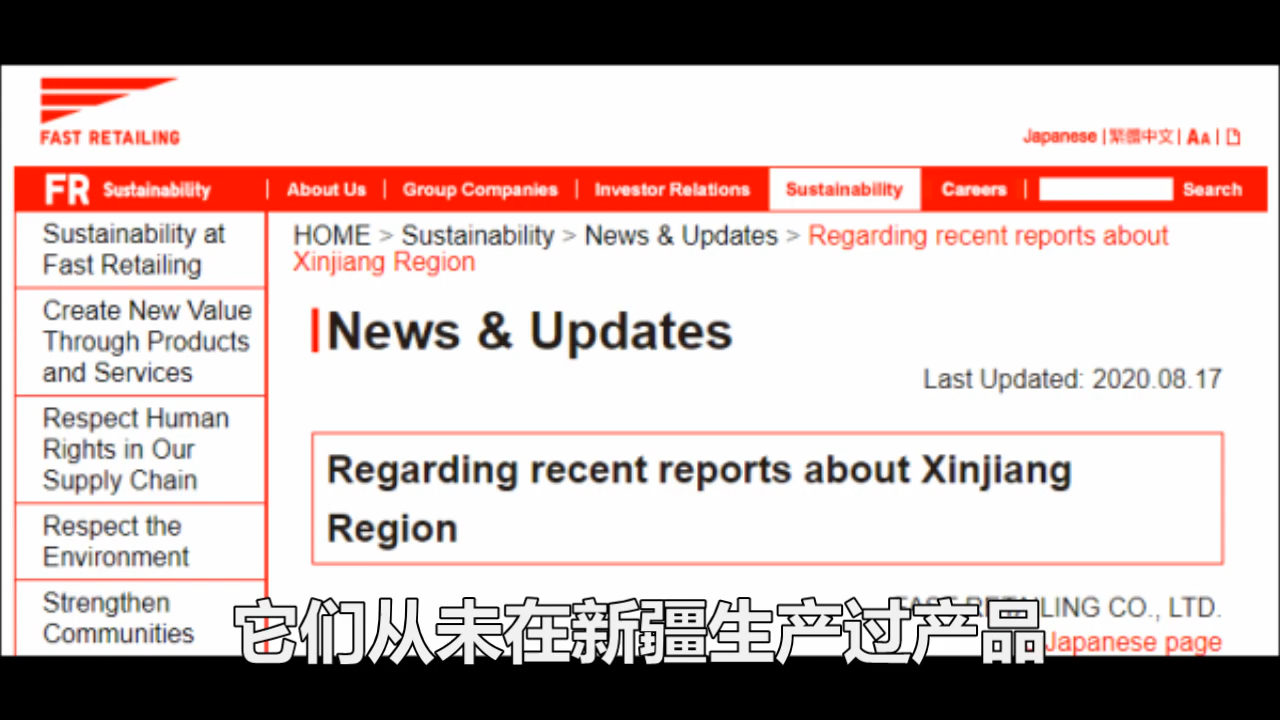 FAST RETAILING
Japanese | 繁體中文 | AA |
FR Sustainability | About Us | Group Companies | Investor Relations Sustainability Careers | Search
Sustainability at
Fast Retailing
Create New Value
Through Products
and Services
Respect Human
Rights in Our
Supply Chain
Respect the
Environment
Strengthen
Communities
HOME > Sustainability > News & Updates > Regarding recent reports about
Xinjiang Region
News & Updates
Last Updated: 2020.08.17
Regarding recent reports about Xinjiang
Region
FAST RETAILING CO., LTD.
Japanese page
它们从未在新疆生产过产品